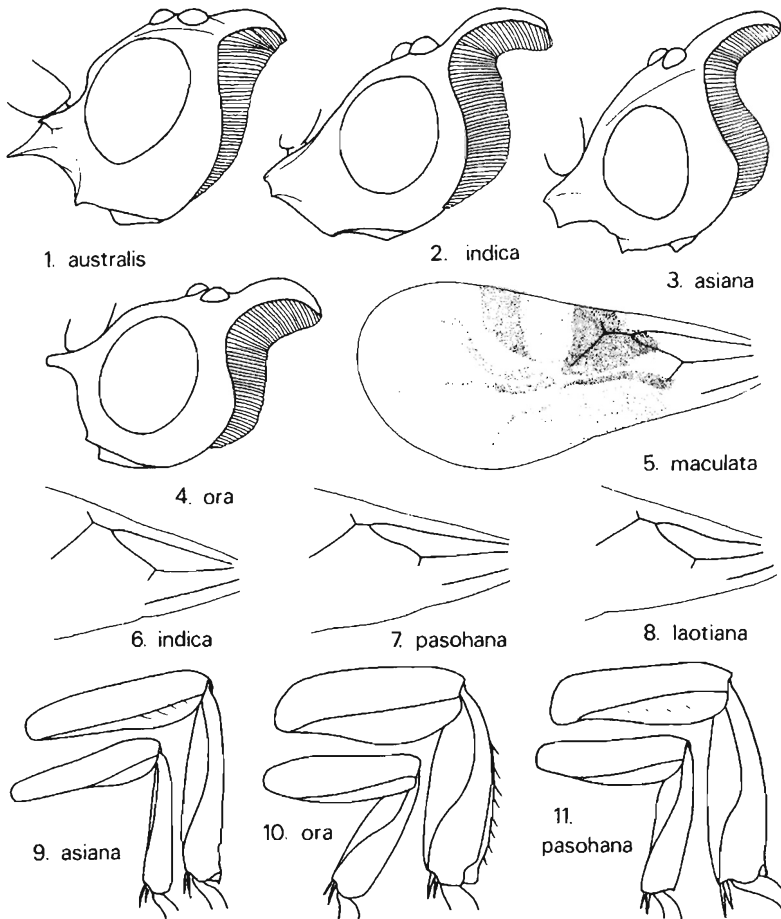 1. australis
2. indica
3. asiana
4. ora
5. maculata
6. indica
7. pasohana
8. laotiana
9. asiana
10. ora
11.
pasohana